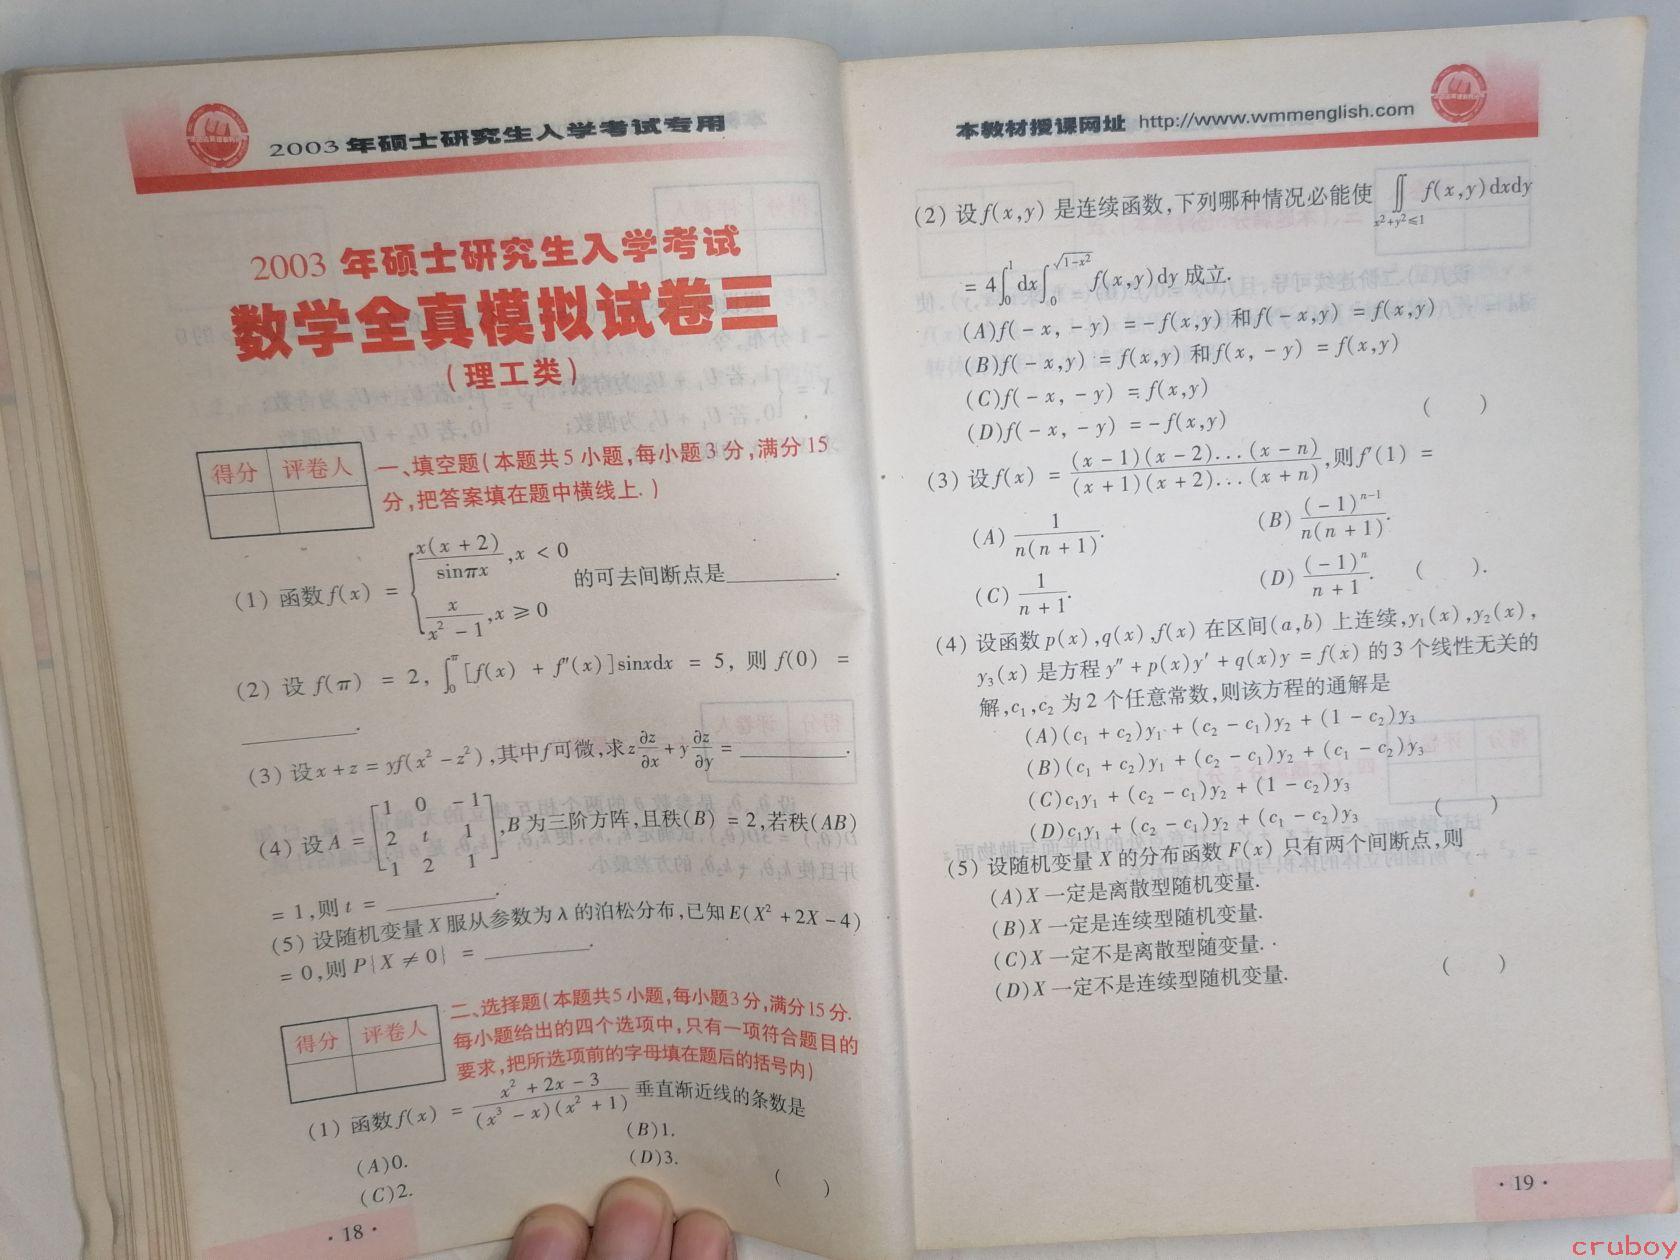 2003年硕士研究生入学考试专用
2003年硕士研究生入学考试
数学全真模拟试卷三
(理工类)
得分 评卷人
一、填空题(本题共5小题,每小题3分,满分15
分,把答案填在题中横线上.)
(1) 函数f(x) = { x(x+2)/sinπx, x < 0; x/(x²-1), x ≥ 0 的可去间断点是________.
(2) 设 f(π) = 2, ∫₀^π [f(x) + f″(x)]sinxdx = 5, 则 f(0) =
________.
(3) 设x+z = yf(x²-z²),其中f可微,求z∂z/∂x + y∂z/∂y = ________.
(4) 设A = [1 0 -1; 2 t 1; 1 2 1],B为三阶方阵,且秩(B) = 2,若秩(AB)
= 1,则t = ________.
(5) 设随机变量X服从参数为λ的泊松分布,已知E(X²+2X-4)
= 0,则P{X ≠ 0} = ________.
得分 评卷人
二、选择题(本题共5小题,每小题3分,满分15分.
每小题给出的四个选项中,只有一项符合题目的
要求,把所选项前的字母填在题后的括号内)
(1) 函数f(x) = (x²+2x-3)/((x³-x)(x²+1)) 垂直渐近线的条数是
(A)0. (B)1.
(C)2. (D)3. ( )
·18·
本教材授课网址 http://www.wmmenglish.com
(2) 设f(x,y)是连续函数,下列哪种情况必能使 ∬_{x²+y²≤1} f(x,y)dxdy
= 4∫₀¹dx∫₀^√(1-x²) f(x,y)dy成立.
(A)f(-x,-y) = -f(x,y)和f(-x,y) = f(x,y)
(B)f(-x,y) = f(x,y)和f(x,-y) = f(x,y)
(C)f(-x,-y) = f(x,y)
(D)f(-x,-y) = -f(x,y) ( )
(3) 设f(x) = (x-1)(x-2)...(x-n)/(x+1)(x+2)...(x+n),则f′(1) =
(A) 1/n(n+1). (B) (-1)^(n-1)/n(n+1).
(C) 1/n+1. (D) (-1)^n/n+1. ( ).
(4) 设函数p(x),q(x),f(x)在区间(a,b)上连续,y₁(x),y₂(x),
y₃(x)是方程y″+p(x)y′+q(x)y = f(x)的3个线性无关的
解,c₁,c₂为2个任意常数,则该方程的通解是
(A)(c₁+c₂)y₁+(c₂-c₁)y₂+(1-c₂)y₃
(B)(c₁+c₂)y₁+(c₂-c₁)y₂+(c₁-c₂)y₃
(C)c₁y₁+(c₂-c₁)y₂+(1-c₂)y₃
(D)c₁y₁+(c₂-c₁)y₂+(c₁-c₂)y₃ ( )
(5) 设随机变量X的分布函数F(x)只有两个间断点,则
(A)X一定是离散型随机变量.
(B)X一定是连续型随机变量.
(C)X一定不是离散型随变量.
(D)X一定不是连续型随机变量. ( )
·19·
cruboy